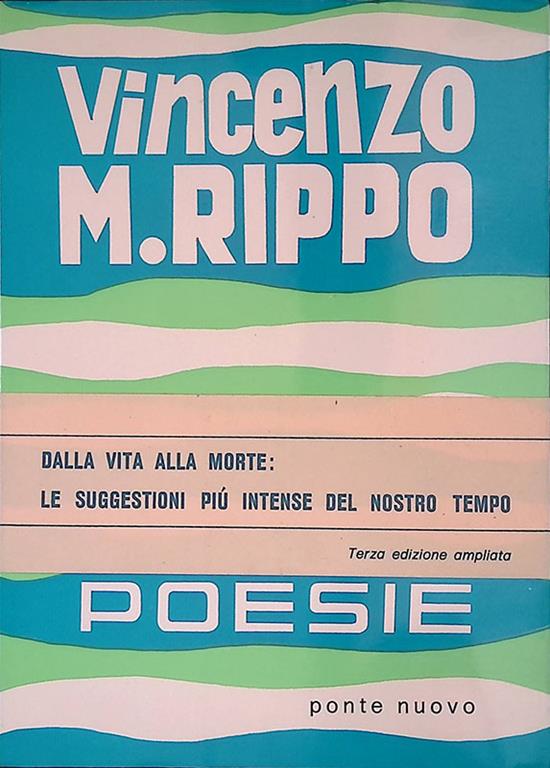 Vincenzo
M. RIPPO
DALLA VITA ALLA MORTE:
LE SUGGESTIONI PIÚ INTENSE DEL NOSTRO TEMPO
Terza edizione ampliata
POESIE
ponte nuovo